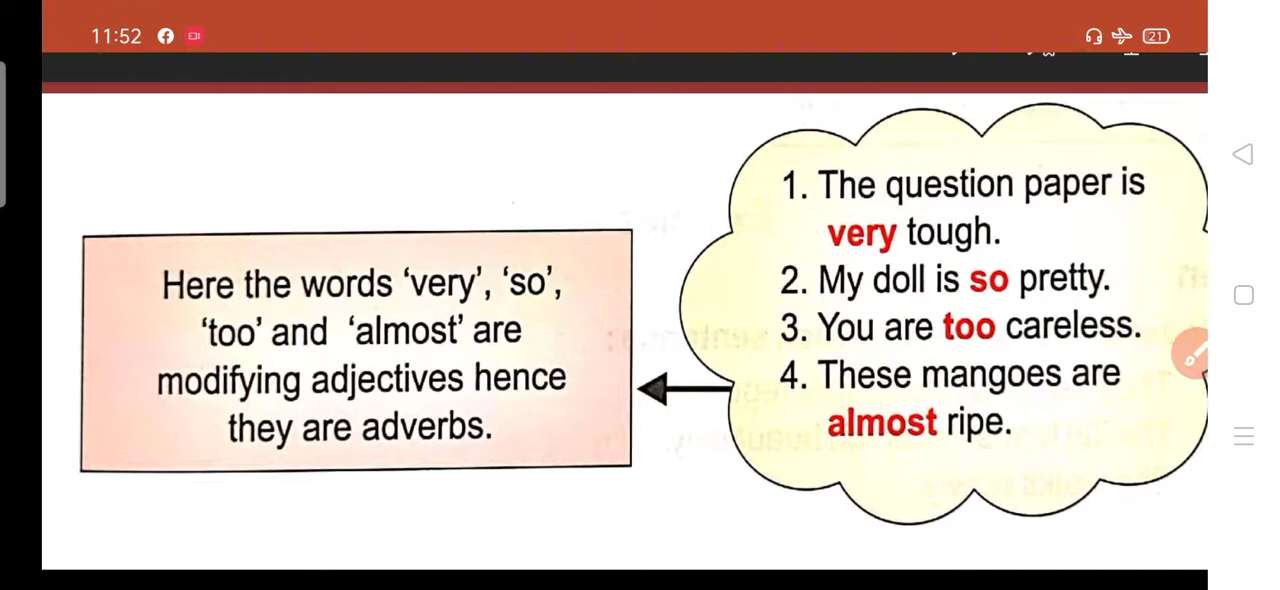 11:52
21
Here the words ‘very’, ‘so’,
‘too’ and ‘almost’ are
modifying adjectives hence
they are adverbs.
1. The question paper is
very tough.
2. My doll is so pretty.
3. You are too careless.
4. These mangoes are
almost ripe.